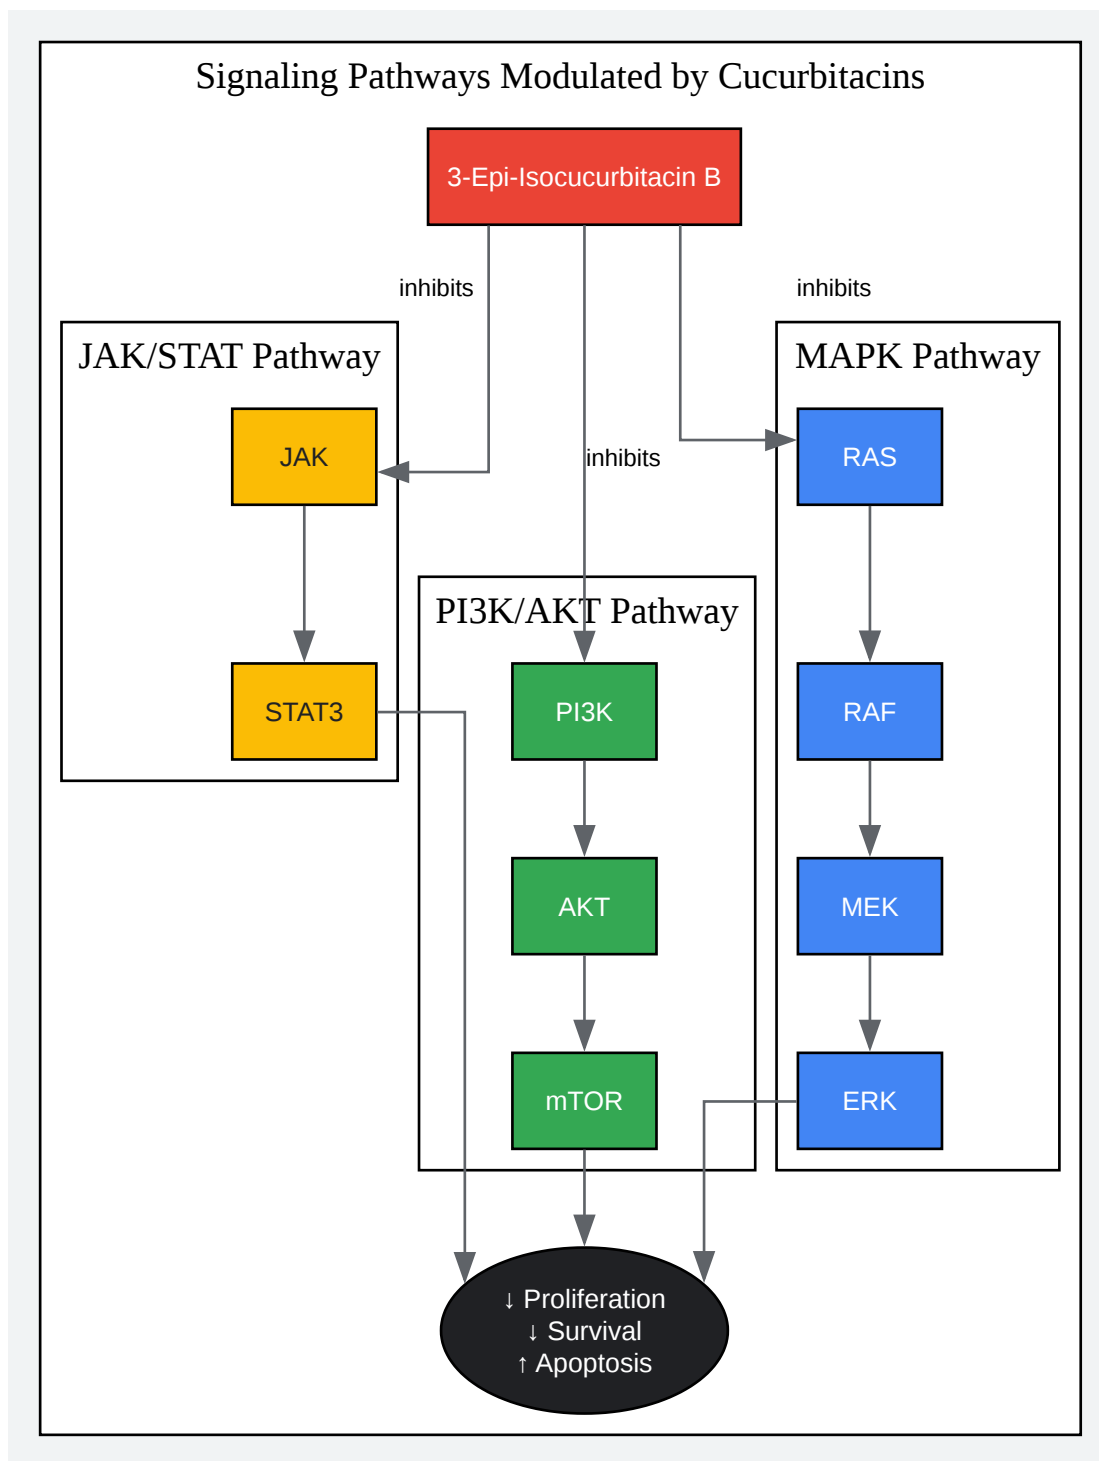 Signaling Pathways Modulated by Cucurbitacins
3-Epi-Isocucurbitacin B
inhibits
inhibits
JAK/STAT Pathway
MAPK Pathway
JAK
inhibits
RAS
PI3K/AKT Pathway
STAT3
PI3K
RAF
AKT
MEK
mTOR
ERK
↓ Proliferation
↓ Survival
↑ Apoptosis